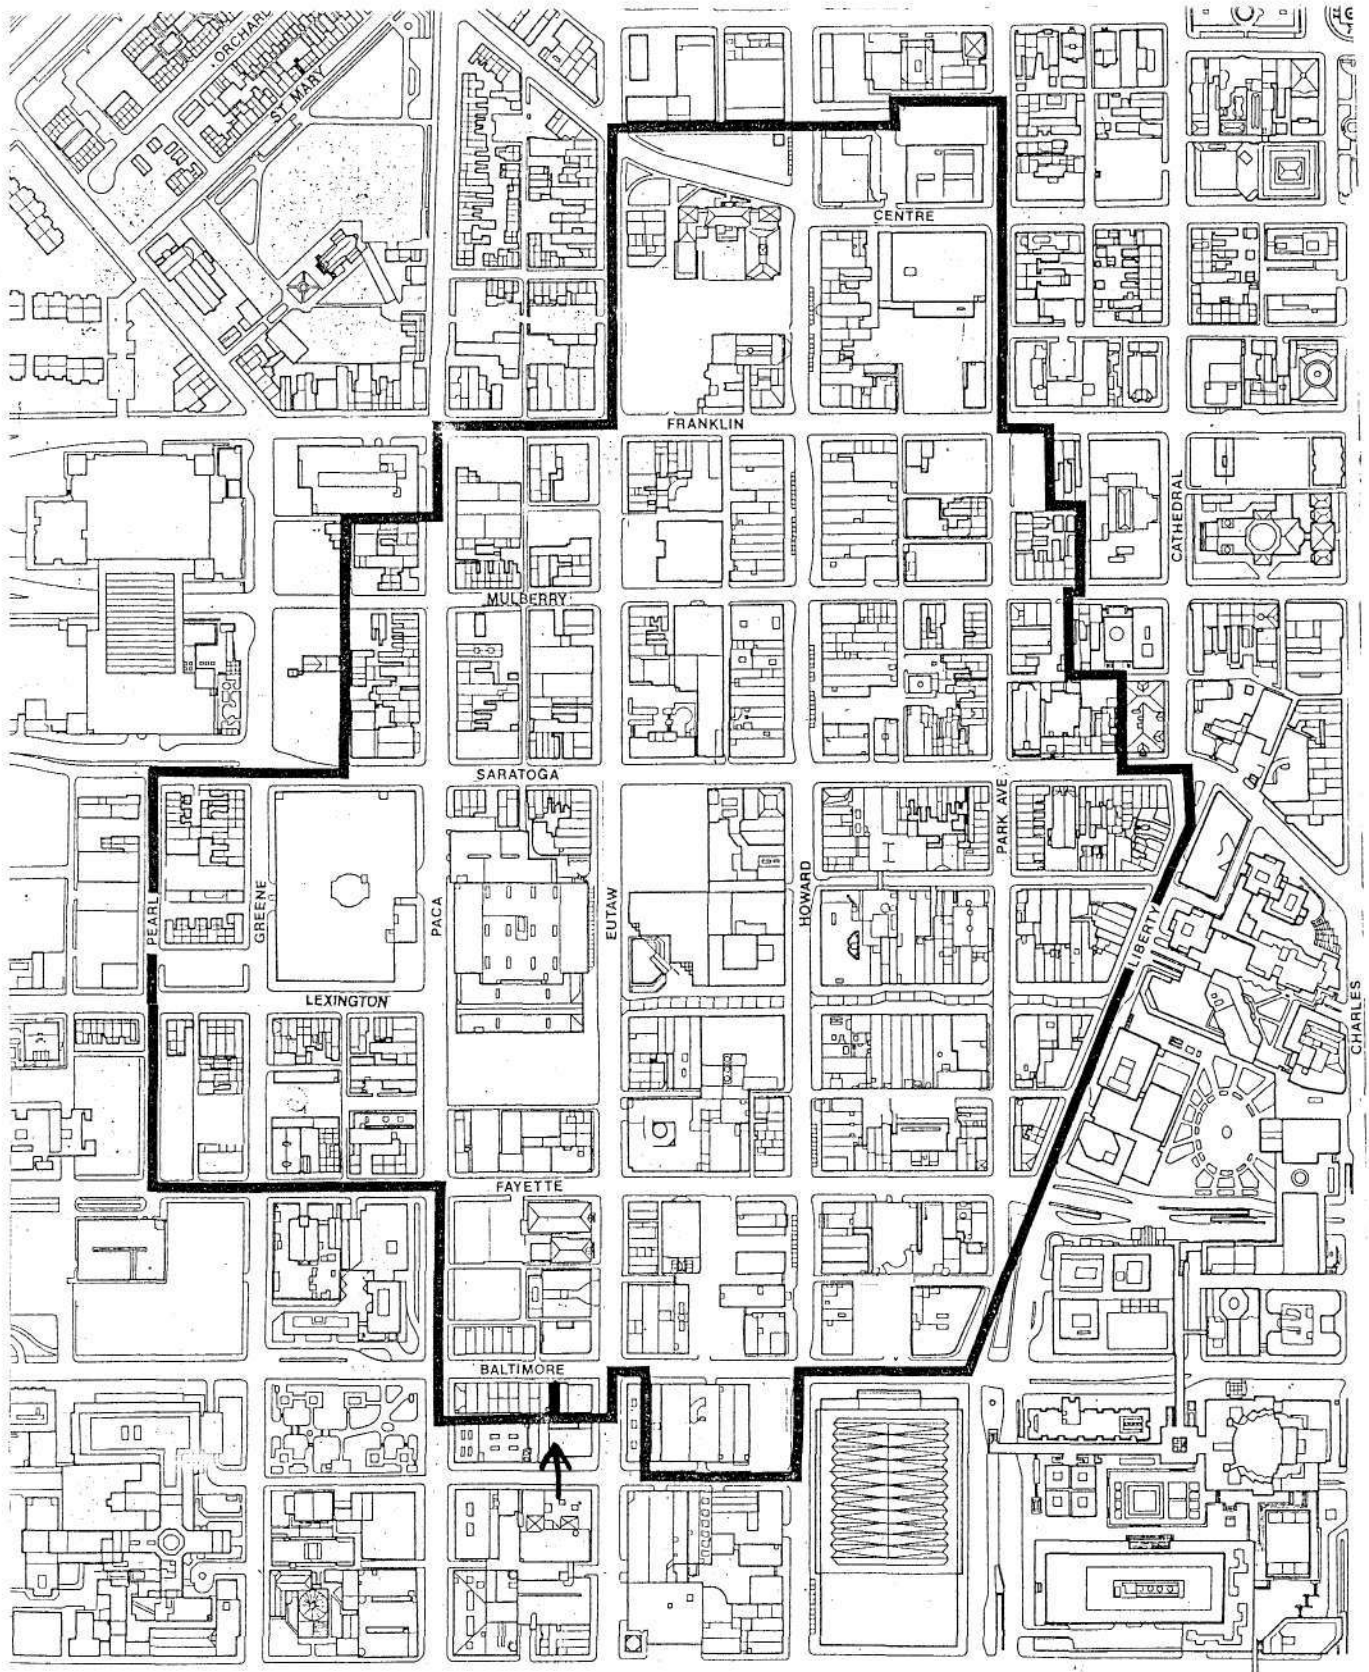 ORCHARD
ST. MARY
CENTRE
FRANKLIN
CATHEDRAL
MULBERRY
SARATOGA
PARK AVE
PEARL
GREENE
PACA
EUTAW
HOWARD
LIBERTY
LEXINGTON
CHARLES
FAYETTE
BALTIMORE